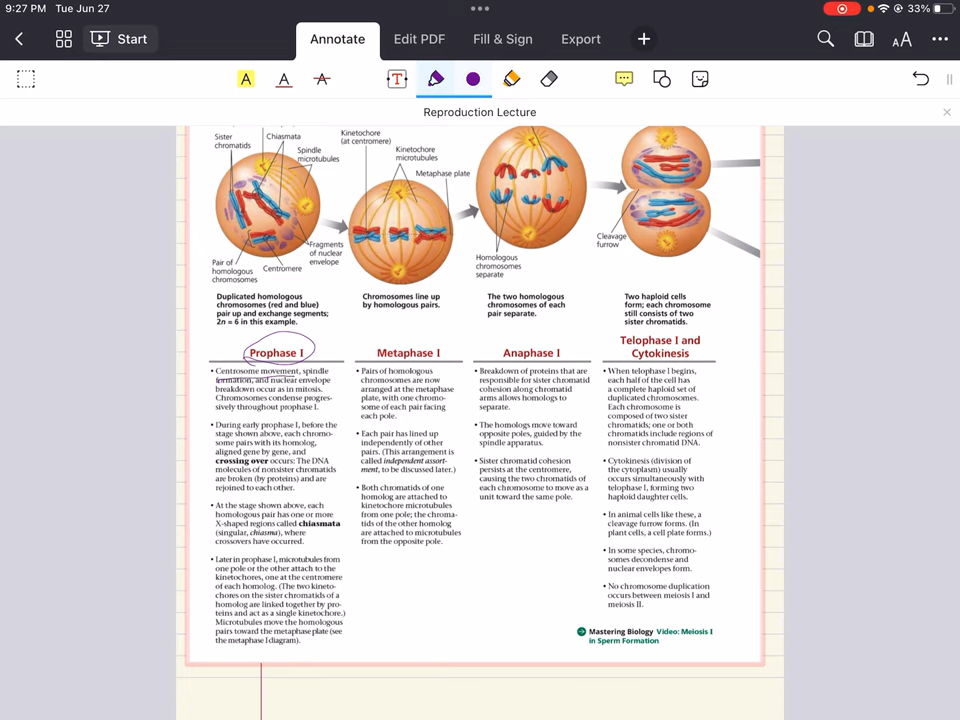 9:27 PM Tue Jun 27
33%
Start
Annotate
Edit PDF
Fill & Sign
Export
A
A
A
T
AA
Reproduction Lecture
Sister
chromatids
Chiasmata
Spindle
microtubules
Kinetochore
(at centromere)
Kinetochore
microtubules
Metaphase plate
Fragments
of nuclear
envelope
Pair of
homologous
chromosomes
Centromere
Homologous
chromosomes
separate
Cleavage
furrow
Duplicated homologous
chromosomes (red and blue)
pair up and exchange segments;
2n = 6 in this example.
Chromosomes line up
by homologous pairs.
The two homologous
chromosomes of each
pair separate.
Two haploid cells
form; each chromosome
still consists of two
sister chromatids.
Prophase I
• Centrosome movement, spindle
formation, and nuclear envelope
breakdown occur as in mitosis.
Chromosomes condense progres-
sively throughout prophase I.
• During early prophase I, before the
stage shown above, each chromo-
some pairs with its homolog,
aligned gene by gene, and
crossing over occurs: The DNA
molecules of nonsister chromatids
are broken (by proteins) and are
rejoined to each other.
• At the stage shown above, each
homologous pair has one or more
X-shaped regions called chiasmata
(singular, chiasma), where
crossovers have occurred.
• Later in prophase I, microtubules from
one pole or the other attach to the
kinetochores, one at the centromere
of each homolog. (The two kineto-
chores on the sister chromatids of a
homolog are linked together by pro-
teins and act as a single kinetochore.)
Microtubules move the homologous
pairs toward the metaphase plate (see
the metaphase I diagram).
Metaphase I
• Pairs of homologous
chromosomes are now
arranged at the metaphase
plate, with one chromo-
some of each pair facing
each pole.
• Each pair has lined up
independently of other
pairs. (This arrangement is
called independent assort-
ment, to be discussed later.)
• Both chromatids of one
homolog are attached to
kinetochore microtubules
from one pole; the chroma-
tids of the other homolog
are attached to microtubules
from the opposite pole.
Anaphase I
• Breakdown of proteins that are
responsible for sister chromatid
cohesion along chromatid
arms allows homologs to
separate.
• The homologs move toward
opposite poles, guided by the
spindle apparatus.
• Sister chromatid cohesion
persists at the centromere,
causing the two chromatids of
each chromosome to move as a
unit toward the same pole.
Telophase I and
Cytokinesis
• When telophase I begins,
each half of the cell has
a complete haploid set of
duplicated chromosomes.
Each chromosome is
composed of two sister
chromatids; one or both
chromatids include regions of
nonsister chromatid DNA.
• Cytokinesis (division of
the cytoplasm) usually
occurs simultaneously with
telophase I, forming two
haploid daughter cells.
• In animal cells like these, a
cleavage furrow forms. (In
plant cells, a cell plate forms.)
• In some species, chromo-
somes decondense and
nuclear envelopes form.
• No chromosome duplication
occurs between meiosis I and
meiosis II.
Mastering Biology Video: Meiosis I
in Sperm Formation